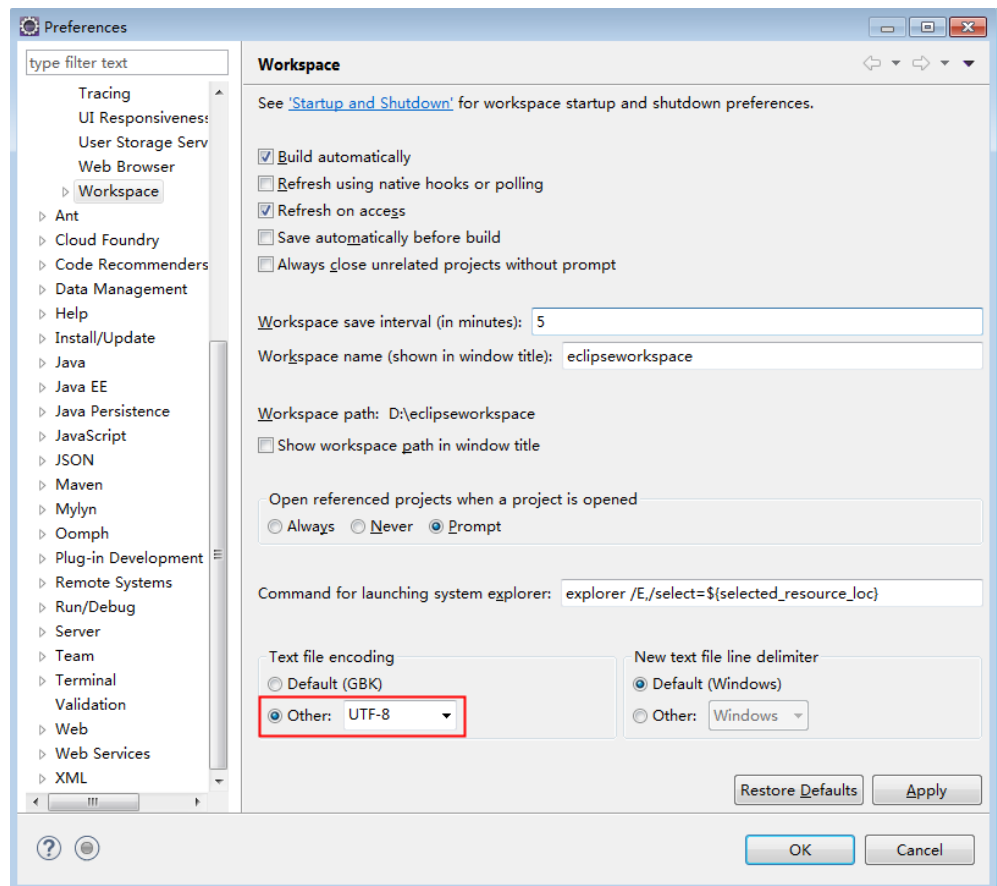 Preferences
type filter text
Tracing
UI Responsiveness
User Storage Serv
Web Browser
Workspace
Ant
Cloud Foundry
Code Recommenders
Data Management
Help
Install/Update
Java
Java EE
Java Persistence
JavaScript
JSON
Maven
Mylyn
Oomph
Plug-in Development
Remote Systems
Run/Debug
Server
Team
Terminal
Validation
Web
Web Services
XML
Workspace
See 'Startup and Shutdown' for workspace startup and shutdown preferences.
Build automatically
Refresh using native hooks or polling
Refresh on access
Save automatically before build
Always close unrelated projects without prompt
Workspace save interval (in minutes): 5
Workspace name (shown in window title): eclipseworkspace
Workspace path: D:\eclipseworkspace
Show workspace path in window title
Open referenced projects when a project is opened
Always Never Prompt
Command for launching system explorer: explorer /E,/select=${selected_resource_loc}
Text file encoding
Default (GBK)
Other: UTF-8
New text file line delimiter
Default (Windows)
Other: Windows
Restore Defaults Apply
OK Cancel